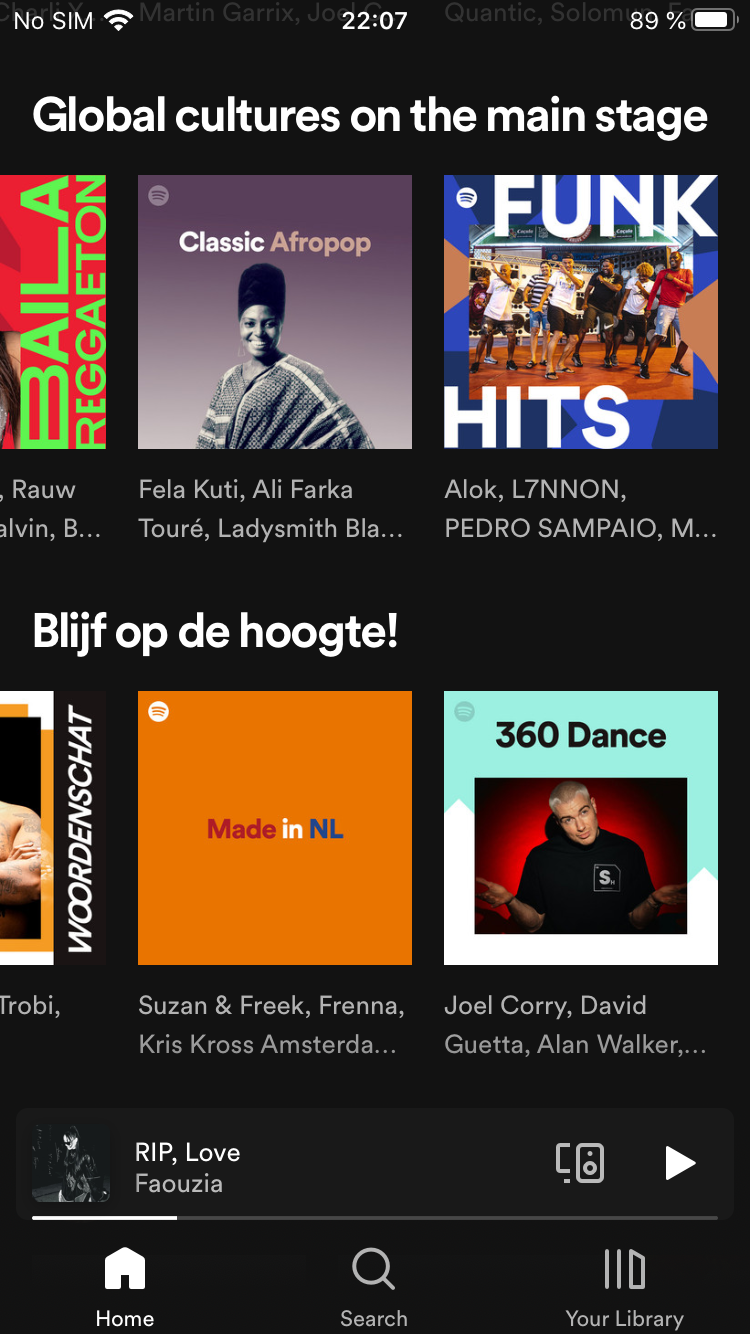 No SIM 22:07 89 %
Martin Garrix, Joel C
Quantic, Solomun,
Global cultures on the main stage
BAILA
REGGAETON
Classic Afropop
FUNK
HITS
, Rauw
alvin, B...
Fela Kuti, Ali Farka
Touré, Ladysmith Bla...
Alok, L7NNON,
PEDRO SAMPAIO, M...
Blijf op de hoogte!
WOORDENSCHAT
Made in NL
360 Dance
SH
Trobi,
Suzan & Freek, Frenna,
Kris Kross Amsterda...
Joel Corry, David
Guetta, Alan Walker,...
RIP, Love
Faouzia
Home
Search
Your Library